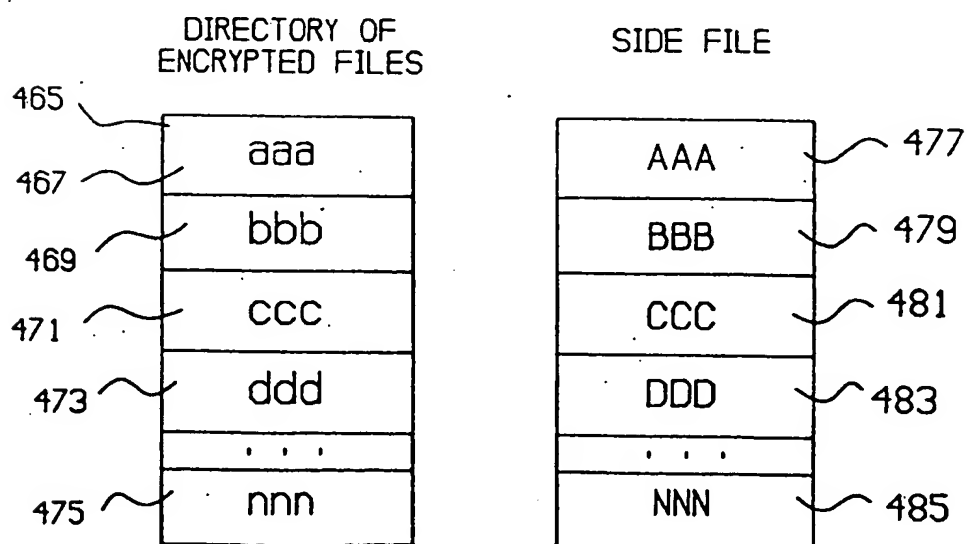 DIRECTORY OF
ENCRYPTED FILES
465
467
aaa
469
bbb
471
ccc
473
ddd
. . .
475
nnn
SIDE FILE
AAA
477
BBB
479
CCC
481
DDD
483
. . .
NNN
485